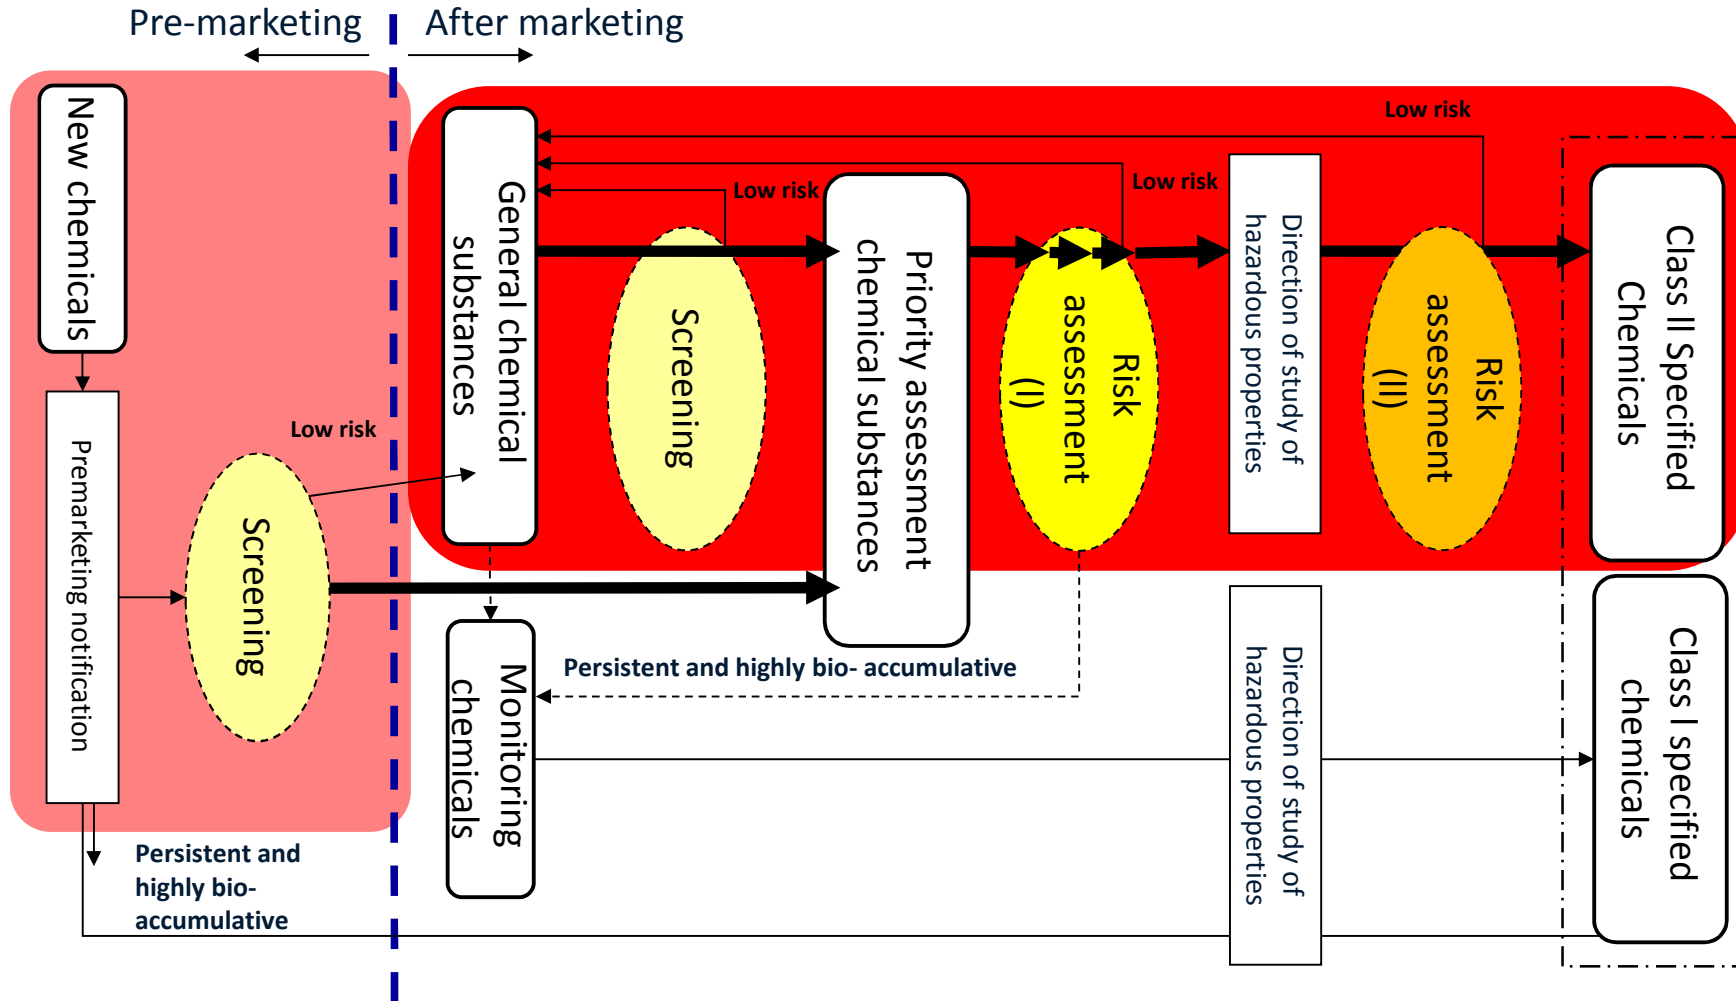 Pre-marketing
After marketing
New chemicals
Premarketing notification
Screening
Low risk
Persistent and
highly bio-
accumulative
General chemical
substances
Screening
Low risk
Priority assessment
chemical substances
Risk
assessment
(I)
Low risk
Direction of study of
hazardous properties
Risk
assessment
(II)
Low risk
Class II Specified
Chemicals
Monitoring
chemicals
Persistent and highly bio- accumulative
Direction of study of
hazardous properties
Class I specified
chemicals